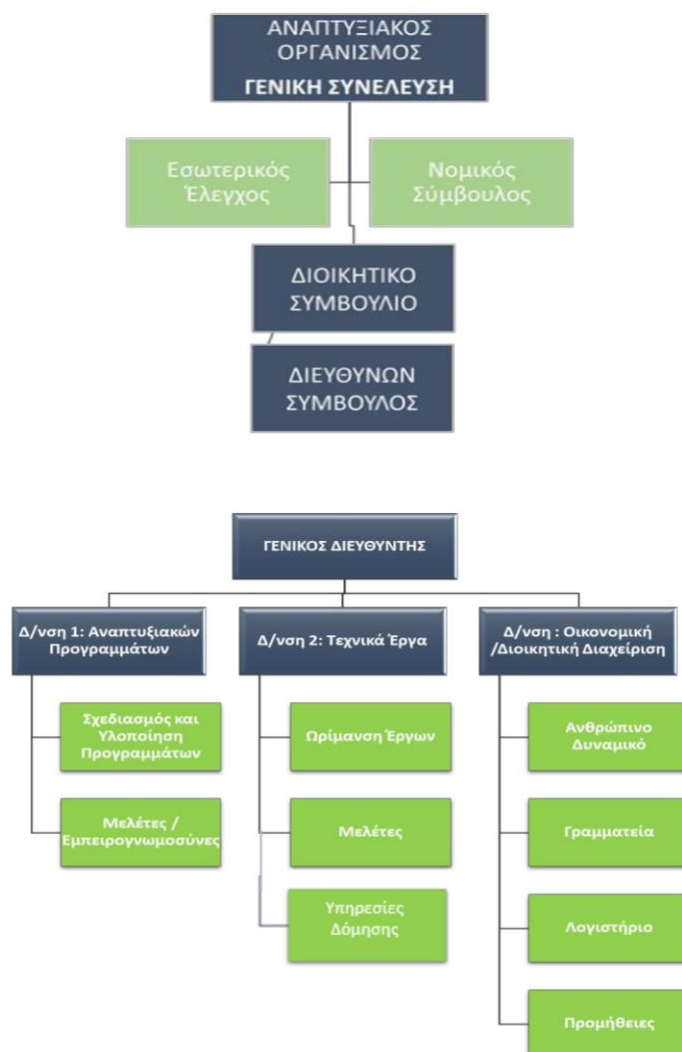 ΑΝΑΠΤΥΞΙΑΚΟΣ
ΟΡΓΑΝΙΣΜΟΣ
ΓΕΝΙΚΗ ΣΥΝΕΛΕΥΣΗ
Εσωτερικός
Έλεγχος
Νομικός
Σύμβουλος
ΔΙΟΙΚΗΤΙΚΟ
ΣΥΜΒΟΥΛΙΟ
ΔΙΕΥΘΥΝΩΝ
ΣΥΜΒΟΥΛΟΣ
ΓΕΝΙΚΟΣ ΔΙΕΥΘΥΝΤΗΣ
Δ/νση 1: Αναπτυξιακών
Προγραμμάτων
Σχεδιασμός και
Υλοποίηση
Προγραμμάτων
Μελέτες /
Εμπειρογνωμοσύνες
Δ/νση 2: Τεχνικά Έργα
Ωρίμανση Έργων
Μελέτες
Υπηρεσίες
Δόμησης
Δ/νση : Οικονομική
/Διοικητική Διαχείριση
Ανθρώπινο
Δυναμικό
Γραμματεία
Λογιστήριο
Προμήθειες